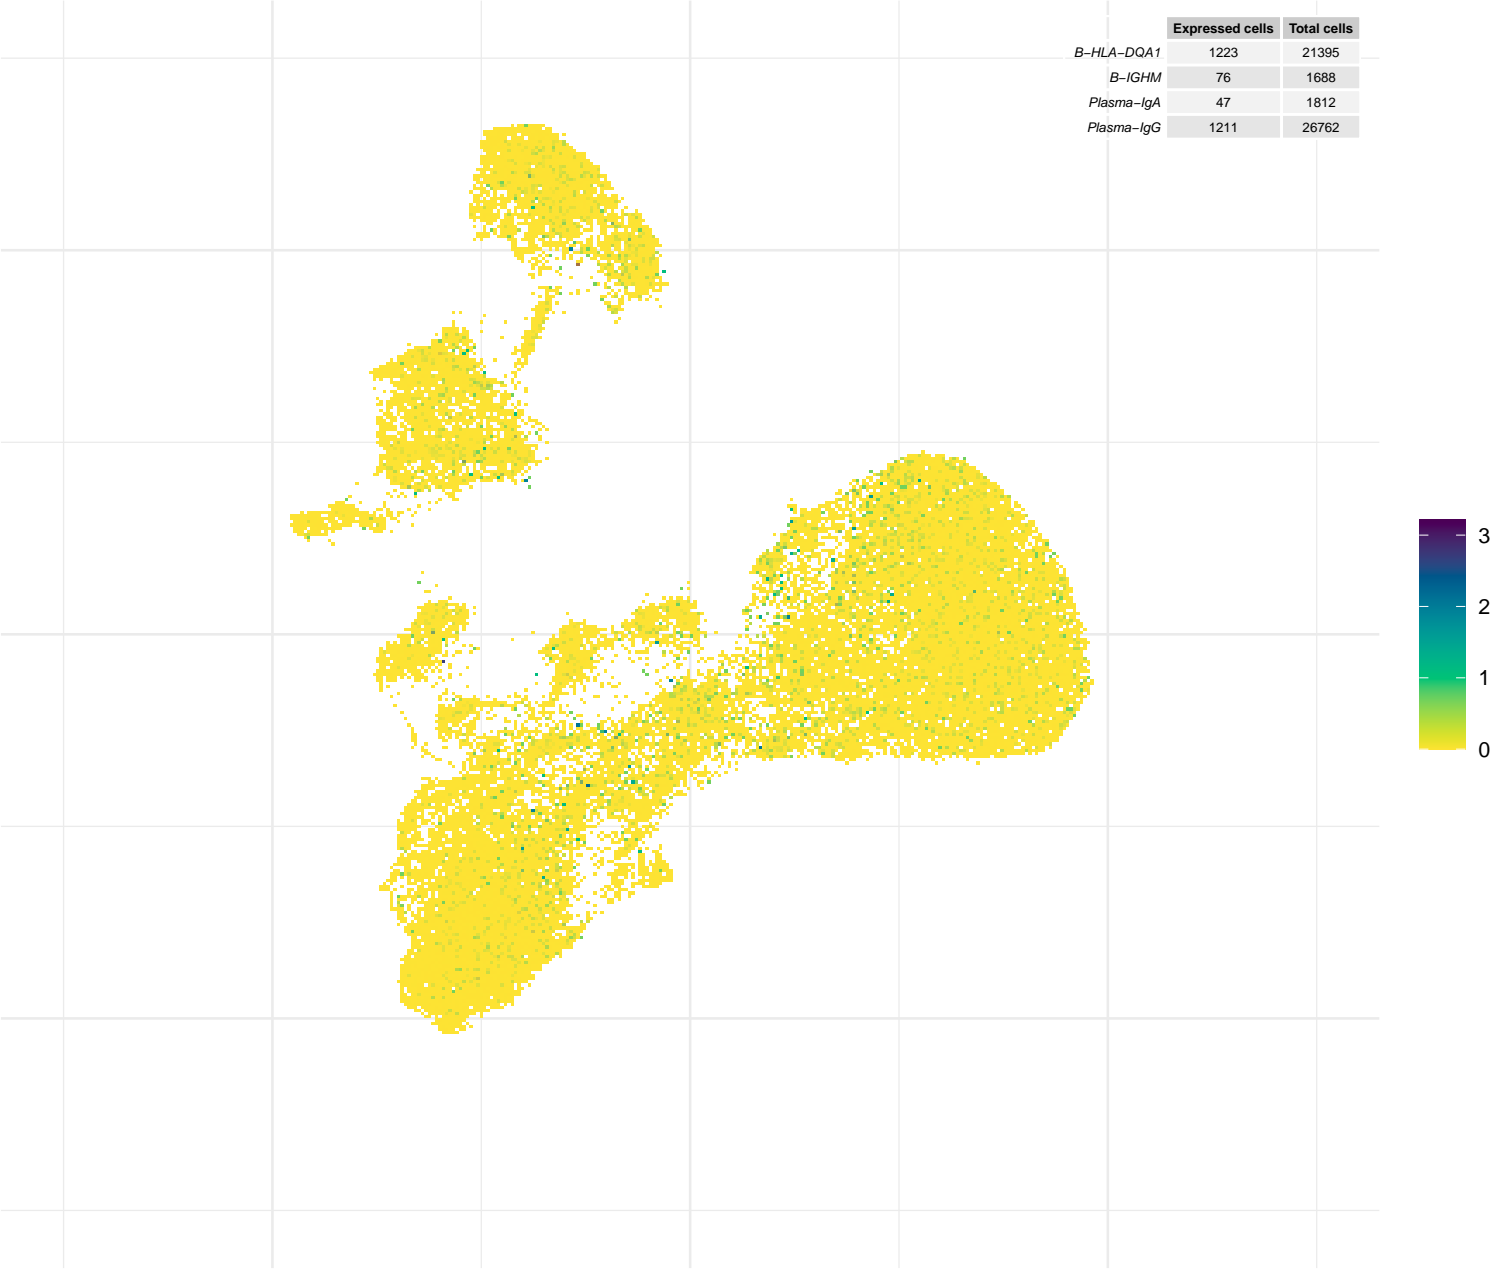 Expressed cells Total cells
B−HLA−DQA1 1223 21395
B−IGHM 76 1688
Plasma−IgA 47 1812
Plasma−IgG 1211 26762
3
2
1
0